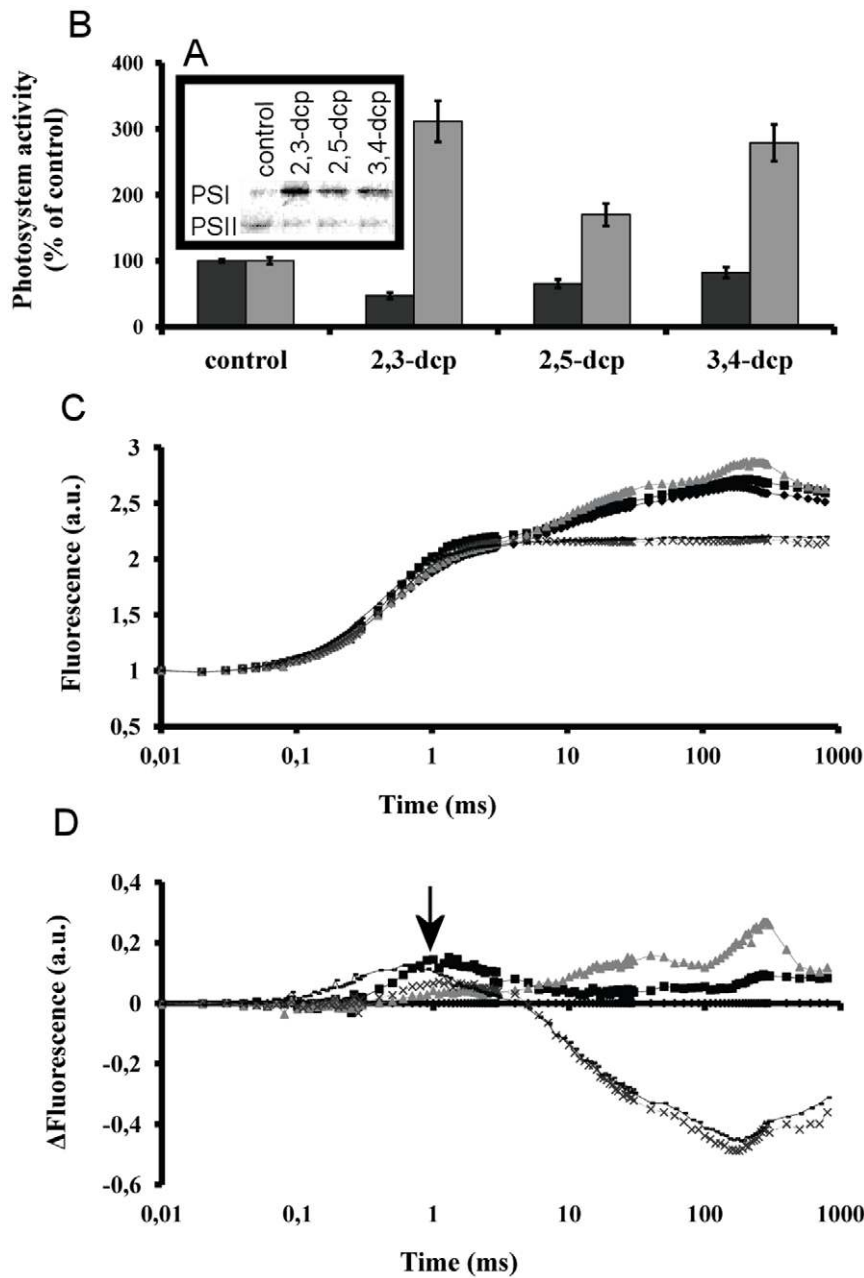 B
A
Photosystem activity
(% of control)
400
300
200
100
0
control
2,3-dcp
2,5-dcp
3,4-dcp
PSI
PSII
control
2,3-dcp
2,5-dcp
3,4-dcp
C
Fluorescence (a.u.)
3
2,5
2
1,5
1
0,5
0,01
0,1
1
10
100
1000
Time (ms)
D
ΔFluorescence (a.u.)
0,4
0,2
0
-0,2
-0,4
-0,6
0,01
0,1
1
10
100
1000
Time (ms)